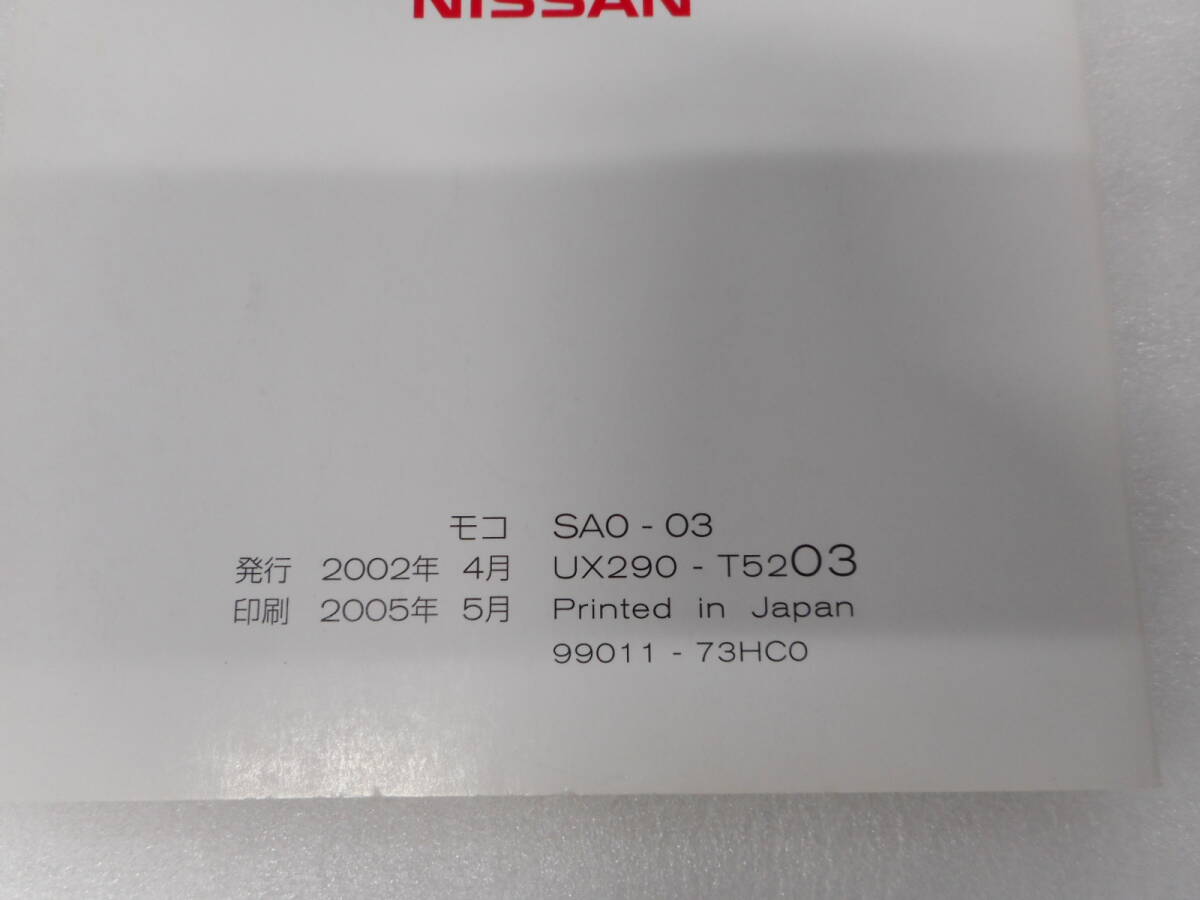 NISSAN
モコ SA0 - 03
発行 2002年 4月 UX290 - T5203
印刷 2005年 5月 Printed in Japan
99011 - 73HC0